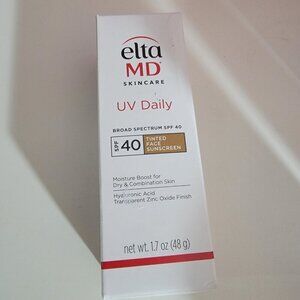 elta
MD
SKINCARE
UV Daily
BROAD SPECTRUM SPF 40
SPF 40 TINTED FACE SUNSCREEN
Moisture Boost for
Dry & Combination Skin
Hyaluronic Acid
Transparent Zinc Oxide Finish
net wt. 1.7 oz (48 g)